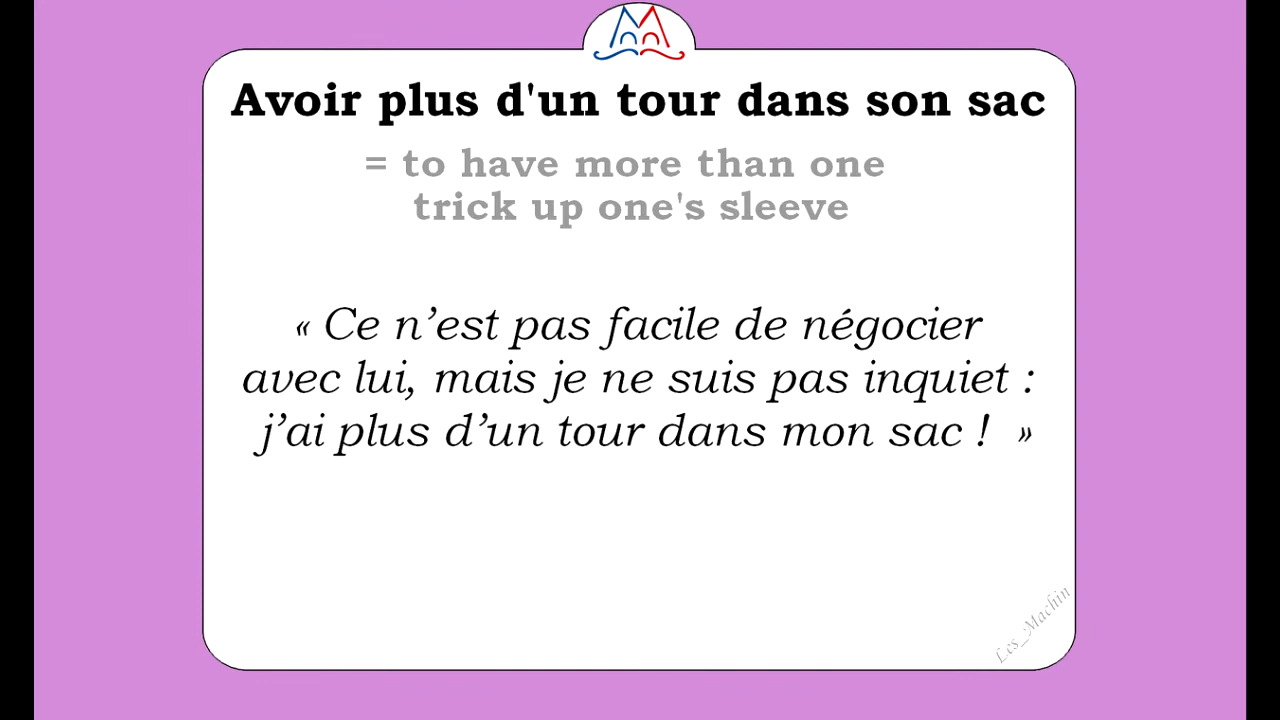 Avoir plus d'un tour dans son sac
= to have more than one
trick up one's sleeve
« Ce n’est pas facile de négocier
avec lui, mais je ne suis pas inquiet :
j’ai plus d’un tour dans mon sac !  »
Les_Machin